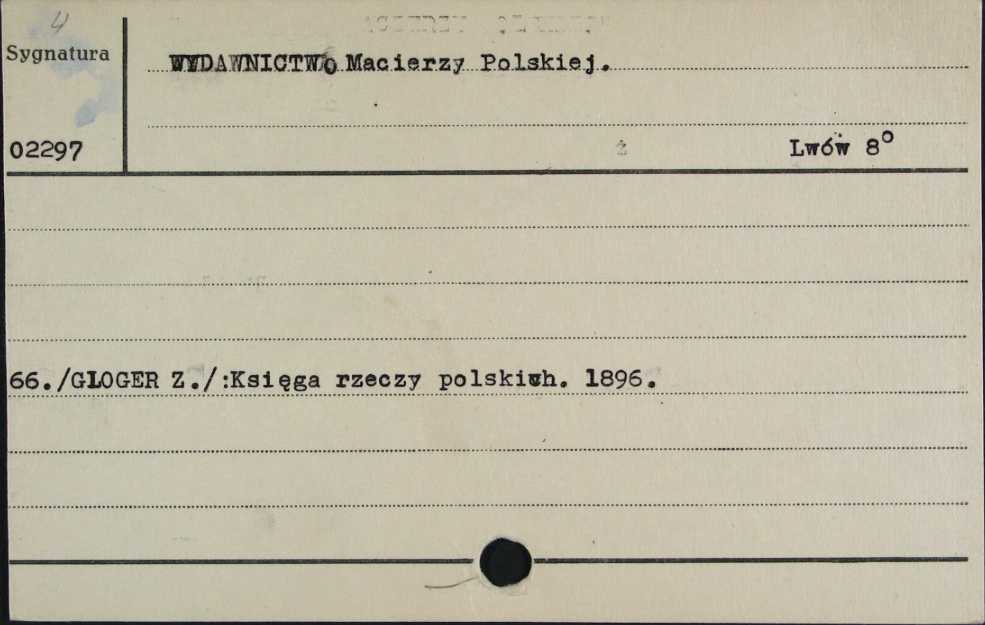 4
Sygnatura
WYDAWNICTWO Macierzy Polskiej.
02297
Lwów 8°
66./GLOGER Z./:Księga rzeczy polskich. 1896.